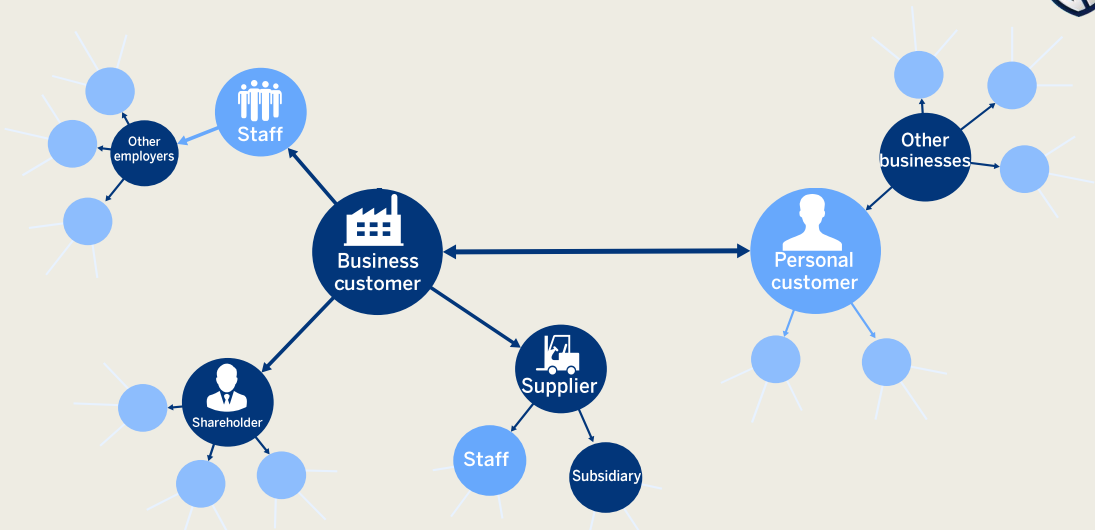 Staff
Other
employers
Other
businesses
Business
customer
Personal
customer
Supplier
Shareholder
Staff
Subsidiary